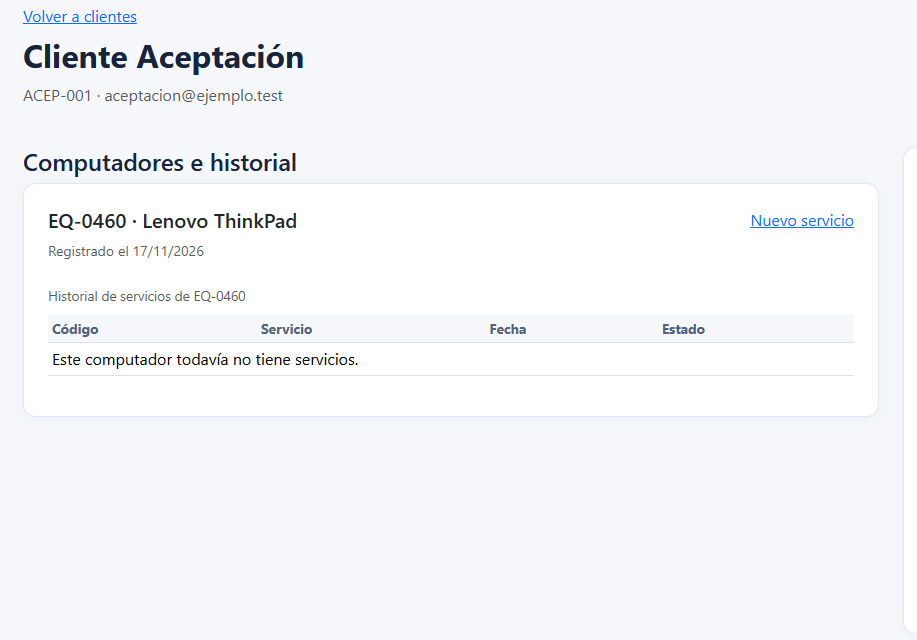 Volver a clientes
Cliente Aceptación
ACEP-001 · aceptacion@ejemplo.test
Computadores e historial
EQ-0460 · Lenovo ThinkPad
Nuevo servicio
Registrado el 17/11/2026
Historial de servicios de EQ-0460
Código Servicio Fecha Estado
Este computador todavía no tiene servicios.